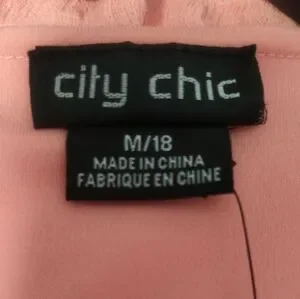 city chic
M/18
MADE IN CHINA
FABRIQUE EN CHINE